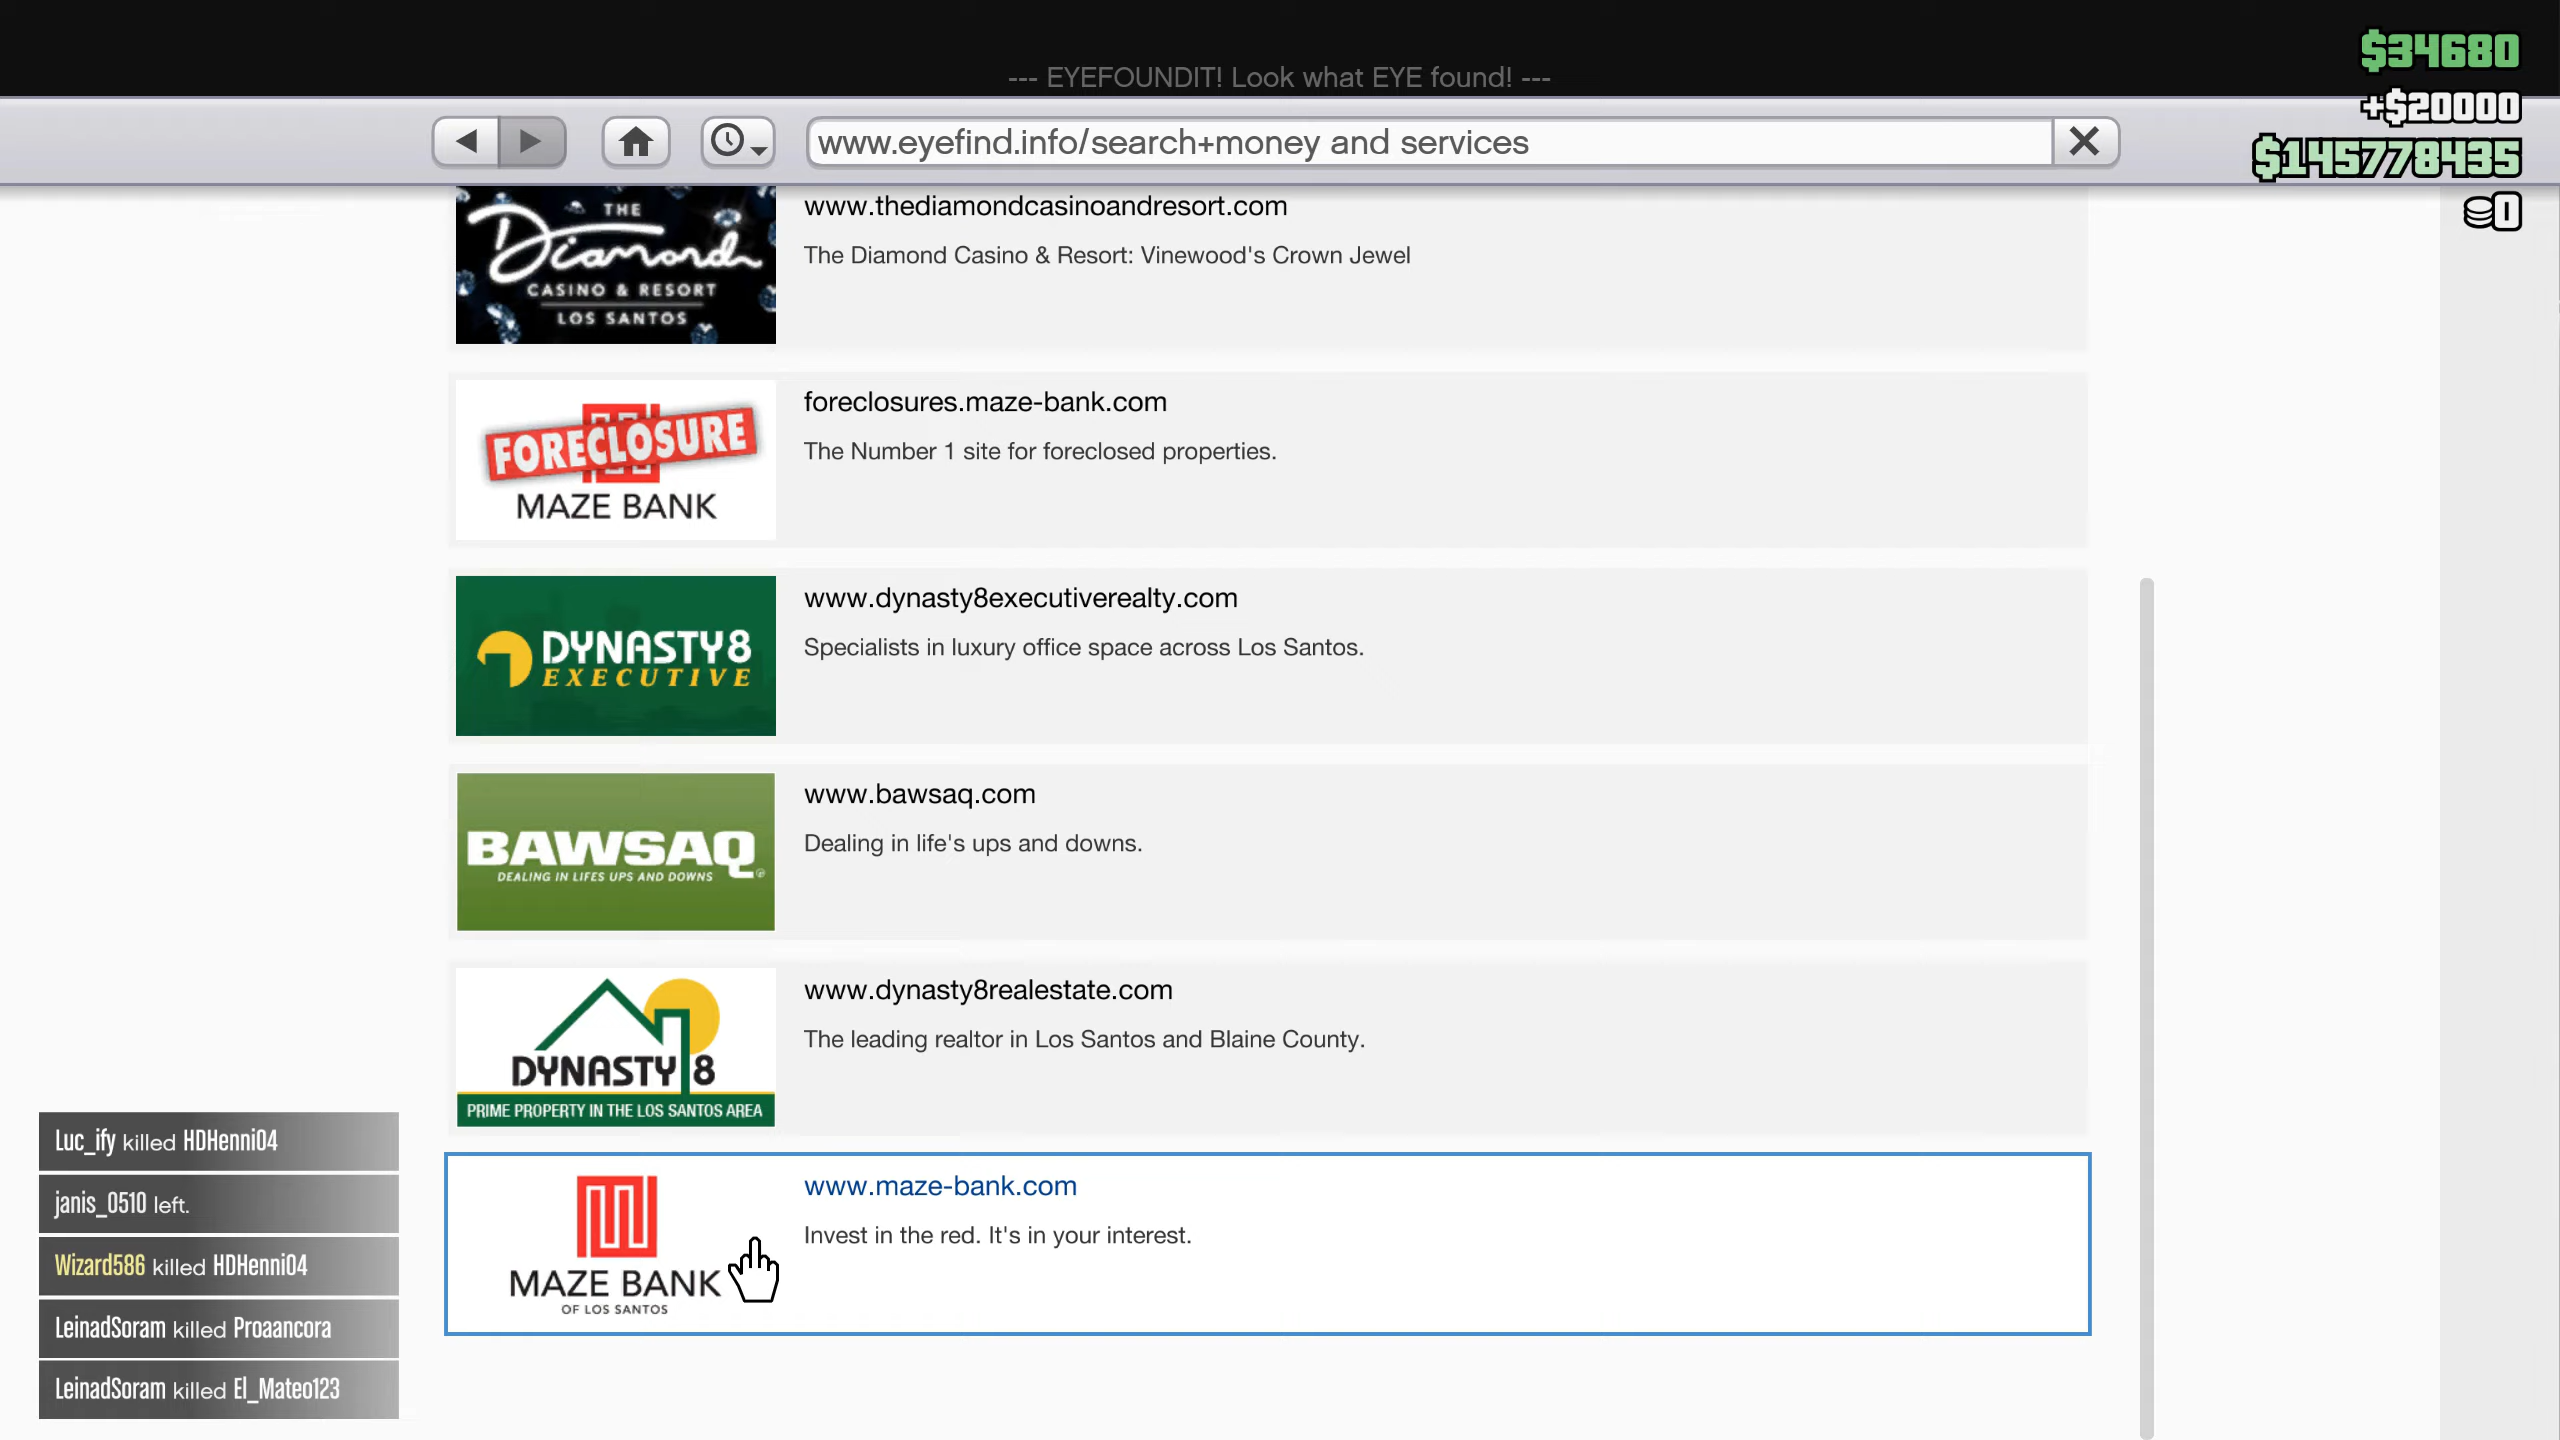 --- EYEFOUNDIT! Look what EYE found! ---
$34680
+$20000
$145778435
0
www.eyefind.info/search+money and services
THE
Diamond
CASINO & RESORT
LOS SANTOS
www.thediamondcasinoandresort.com
The Diamond Casino & Resort: Vinewood's Crown Jewel
FORECLOSURE
MAZE BANK
foreclosures.maze-bank.com
The Number 1 site for foreclosed properties.
DYNASTY 8
EXECUTIVE
www.dynasty8executiverealty.com
Specialists in luxury office space across Los Santos.
BAWSAQ
DEALING IN LIFES UPS AND DOWNS
www.bawsaq.com
Dealing in life's ups and downs.
DYNASTY 8
PRIME PROPERTY IN THE LOS SANTOS AREA
www.dynasty8realestate.com
The leading realtor in Los Santos and Blaine County.
MAZE BANK
OF LOS SANTOS
www.maze-bank.com
Invest in the red. It's in your interest.
Luc_ify killed HDHenni04
janis_0510 left.
Wizard586 killed HDHenni04
LeinadSoram killed Proaancora
LeinadSoram killed El_Mateo123